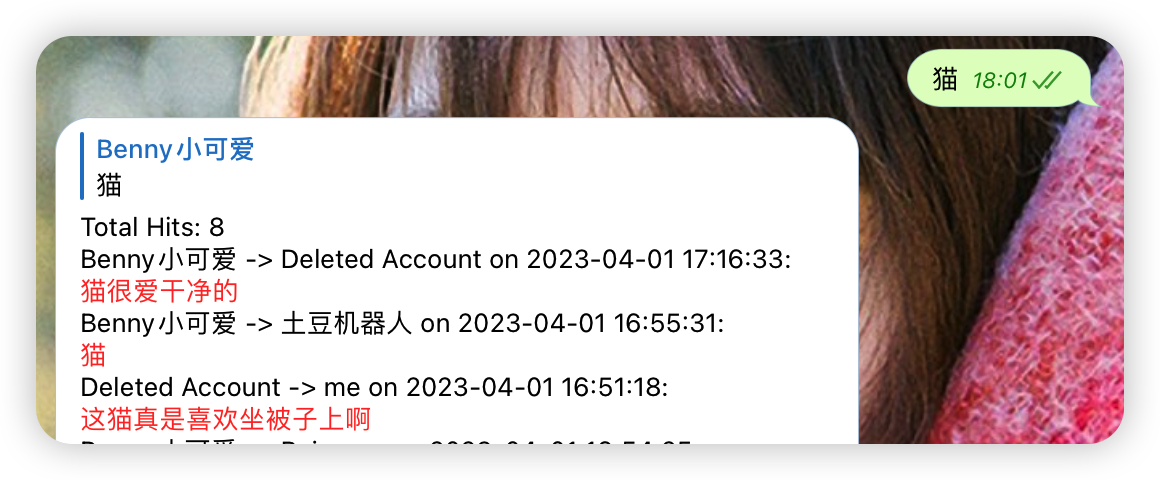 猫 18:01
Benny小可爱
猫
Total Hits: 8
Benny小可爱 -> Deleted Account on 2023-04-01 17:16:33:
猫很爱干净的
Benny小可爱 -> 土豆机器人 on 2023-04-01 16:55:31:
猫
Deleted Account -> me on 2023-04-01 16:51:18:
这猫真是喜欢坐被子上啊